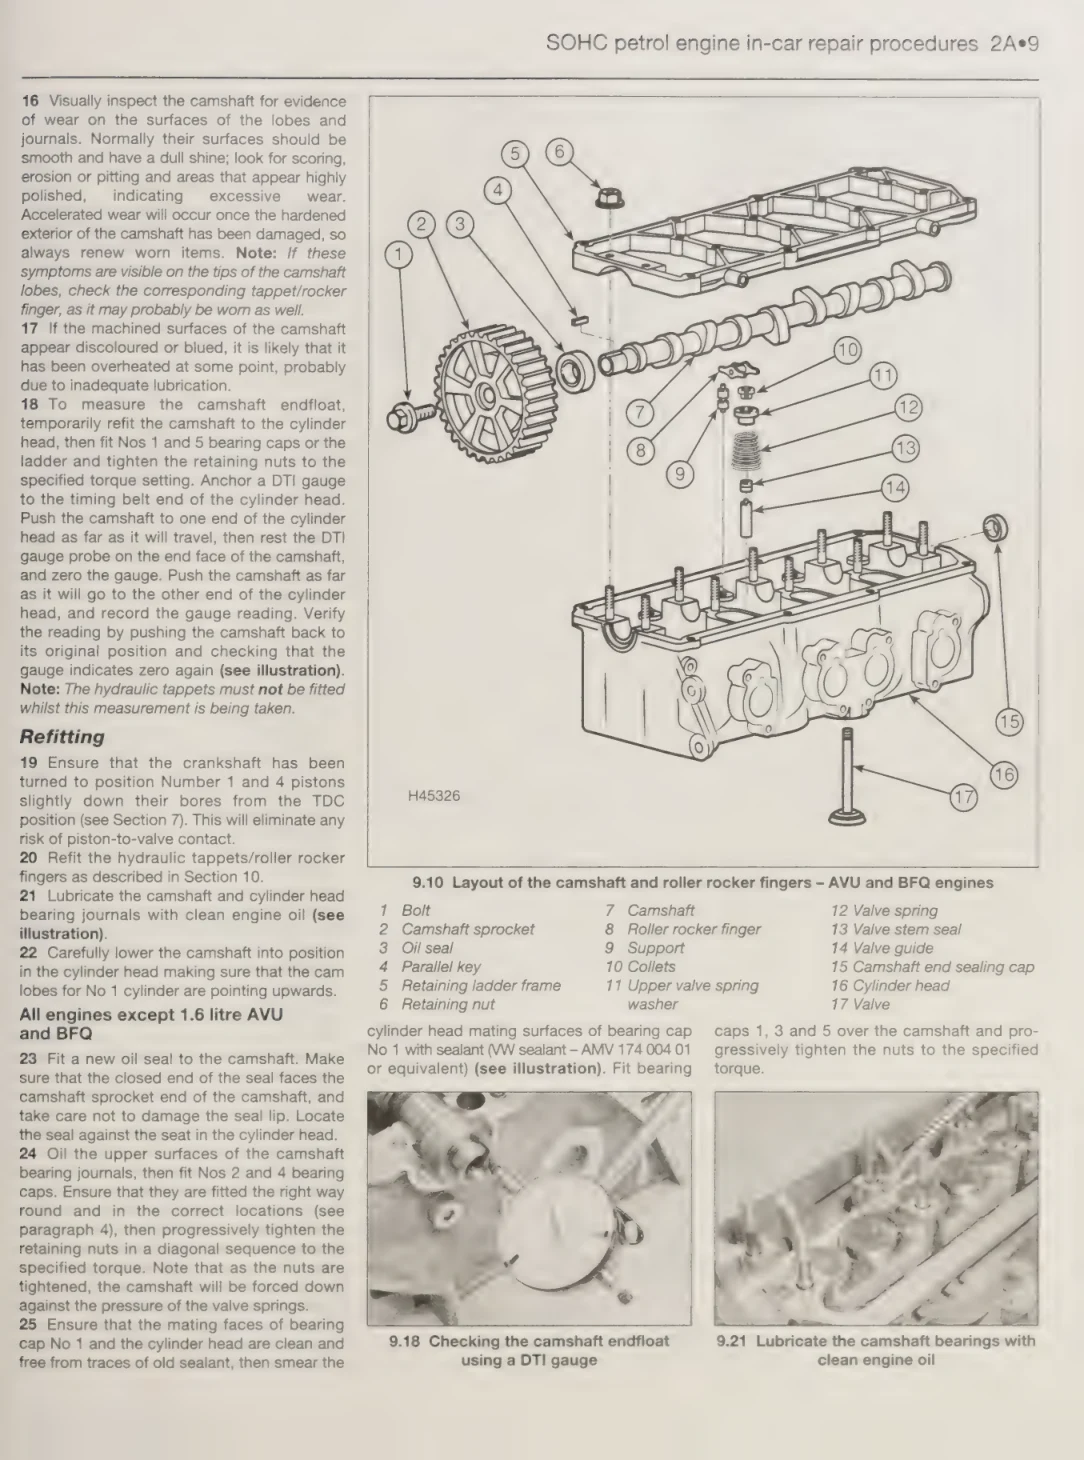 SOHC petrol engine in-car repair procedures 2A•9
16 Visually inspect the camshaft for evidence
of wear on the surfaces of the lobes and
journals. Normally their surfaces should be
smooth and have a dull shine; look for scoring,
erosion or pitting and areas that appear highly
polished, indicating excessive wear.
Accelerated wear will occur once the hardened
exterior of the camshaft has been damaged, so
always renew worn items. Note: If these
symptoms are visible on the tips of the camshaft
lobes, check the corresponding tappet/rocker
finger, as it may probably be worn as well.
17 If the machined surfaces of the camshaft
appear discoloured or blued, it is likely that it
has been overheated at some point, probably
due to inadequate lubrication.
18 To measure the camshaft endfloat,
temporarily refit the camshaft to the cylinder
head, then fit Nos 1 and 5 bearing caps or the
ladder and tighten the retaining nuts to the
specified torque setting. Anchor a DTI gauge
to the timing belt end of the cylinder head.
Push the camshaft to one end of the cylinder
head as far as it will travel, then rest the DTI
gauge probe on the end face of the camshaft,
and zero the gauge. Push the camshaft as far
as it will go to the other end of the cylinder
head, and record the gauge reading. Verify
the reading by pushing the camshaft back to
its original position and checking that the
gauge indicates zero again (see illustration).
Note: The hydraulic tappets must not be fitted
whilst this measurement is being taken.
Refitting
19 Ensure that the crankshaft has been
turned to position Number 1 and 4 pistons
slightly down their bores from the TDC
position (see Section 7). This will eliminate any
risk of piston-to-valve contact.
20 Refit the hydraulic tappets/roller rocker
fingers as described in Section 10.
21 Lubricate the camshaft and cylinder head
bearing journals with clean engine oil (see
illustration).
22 Carefully lower the camshaft into position
in the cylinder head making sure that the cam
lobes for No 1 cylinder are pointing upwards.
All engines except 1.6 litre AVU
and BFQ
23 Fit a new oil seal to the camshaft. Make
sure that the closed end of the seal faces the
camshaft sprocket end of the camshaft, and
take care not to damage the seal lip. Locate
the seal against the seat in the cylinder head.
24 Oil the upper surfaces of the camshaft
bearing journals, then fit Nos 2 and 4 bearing
caps. Ensure that they are fitted the right way
round and in the correct locations (see
paragraph 4), then progressively tighten the
retaining nuts in a diagonal sequence to the
specified torque. Note that as the nuts are
tightened, the camshaft will be forced down
against the pressure of the valve springs.
25 Ensure that the mating faces of bearing
cap No 1 and the cylinder head are clean and
free from traces of old sealant, then smear the
1
2
3
4
5
6
7
8
9
10
11
12
13
14
15
16
17
H45326
9.10 Layout of the camshaft and roller rocker fingers – AVU and BFQ engines
1 Bolt
2 Camshaft sprocket
3 Oil seal
4 Parallel key
5 Retaining ladder frame
6 Retaining nut
7 Camshaft
8 Roller rocker finger
9 Support
10 Collets
11 Upper valve spring
washer
12 Valve spring
13 Valve stem seal
14 Valve guide
15 Camshaft end sealing cap
16 Cylinder head
17 Valve
cylinder head mating surfaces of bearing cap
No 1 with sealant (VW sealant – AMV 174 004 01
or equivalent) (see illustration). Fit bearing
caps 1, 3 and 5 over the camshaft and pro-
gressively tighten the nuts to the specified
torque.
9.18 Checking the camshaft endfloat
using a DTI gauge
9.21 Lubricate the camshaft bearings with
clean engine oil